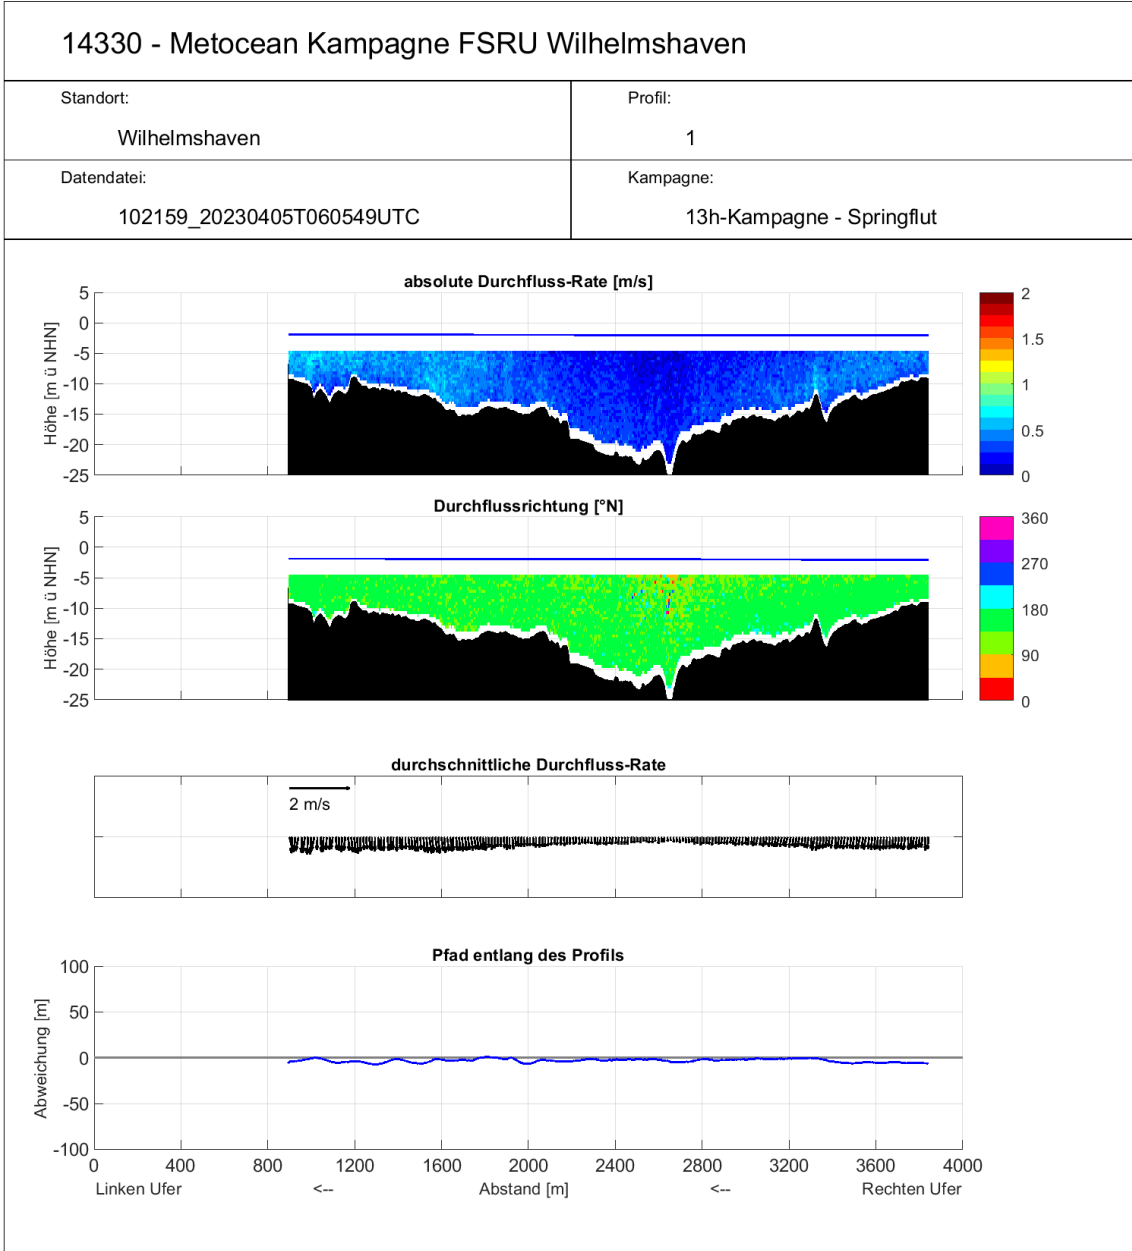 14330 - Metocean Kampagne FSRU Wilhelmshaven
Standort:
Profil:
Wilhelmshaven
1
Datendatei:
Kampagne:
102159_20230405T060549UTC
13h-Kampagne - Springflut
absolute Durchfluss-Rate [m/s]
5
0
-5
-10
-15
-20
-25
Höhe [m ü NHN]
2
1.5
1
0.5
0
Durchflussrichtung [°N]
5
0
-5
-10
-15
-20
-25
Höhe [m ü NHN]
360
270
180
90
0
durchschnittliche Durchfluss-Rate
2 m/s
Pfad entlang des Profils
100
50
0
-50
-100
Abweichung [m]
0 400 800 1200 1600 2000 2400 2800 3200 3600 4000
Linken Ufer <-- Abstand [m] <-- Rechten Ufer